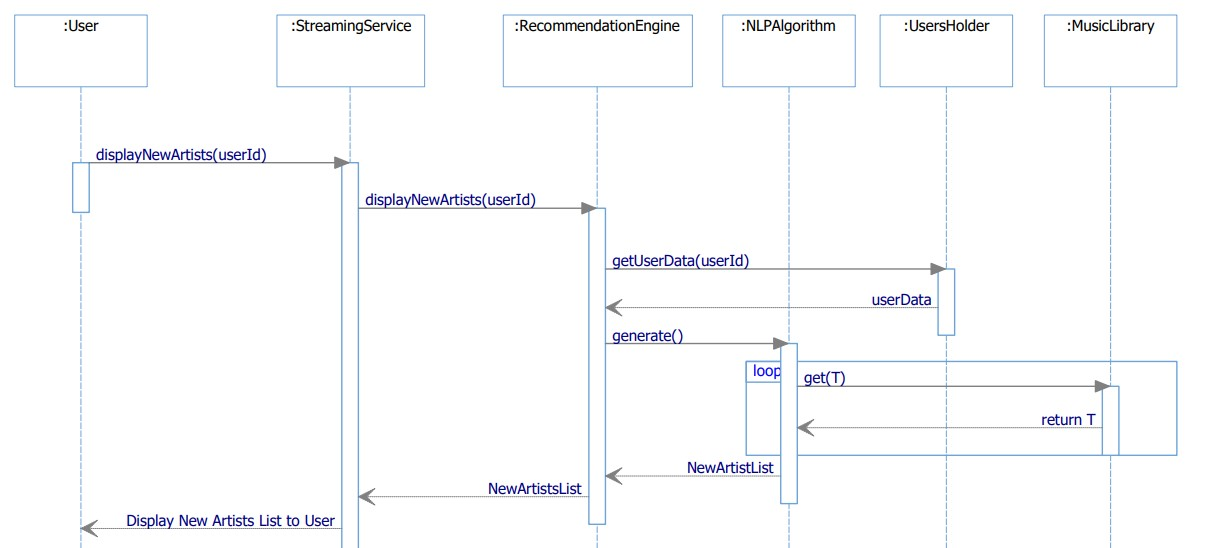 :User
:StreamingService
:RecommendationEngine
:NLPAlgorithm
:UsersHolder
:MusicLibrary
displayNewArtists(userId)
displayNewArtists(userId)
getUserData(userId)
userData
generate()
loop
get(T)
return T
NewArtistList
NewArtistsList
Display New Artists List to User